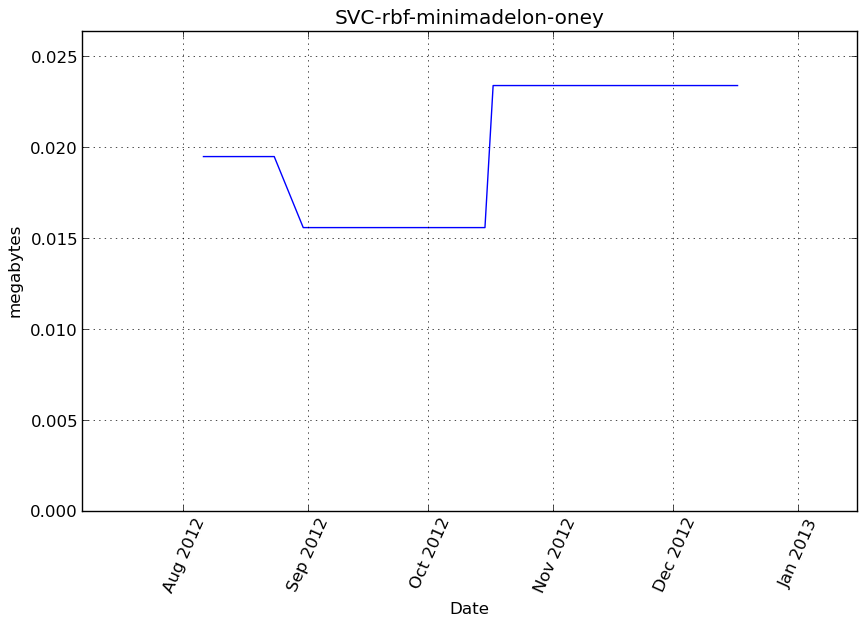 SVC-rbf-minimadelon-oney
0.025
0.020
0.015
0.010
0.005
0.000
megabytes
Aug 2012
Sep 2012
Oct 2012
Nov 2012
Dec 2012
Jan 2013
Date